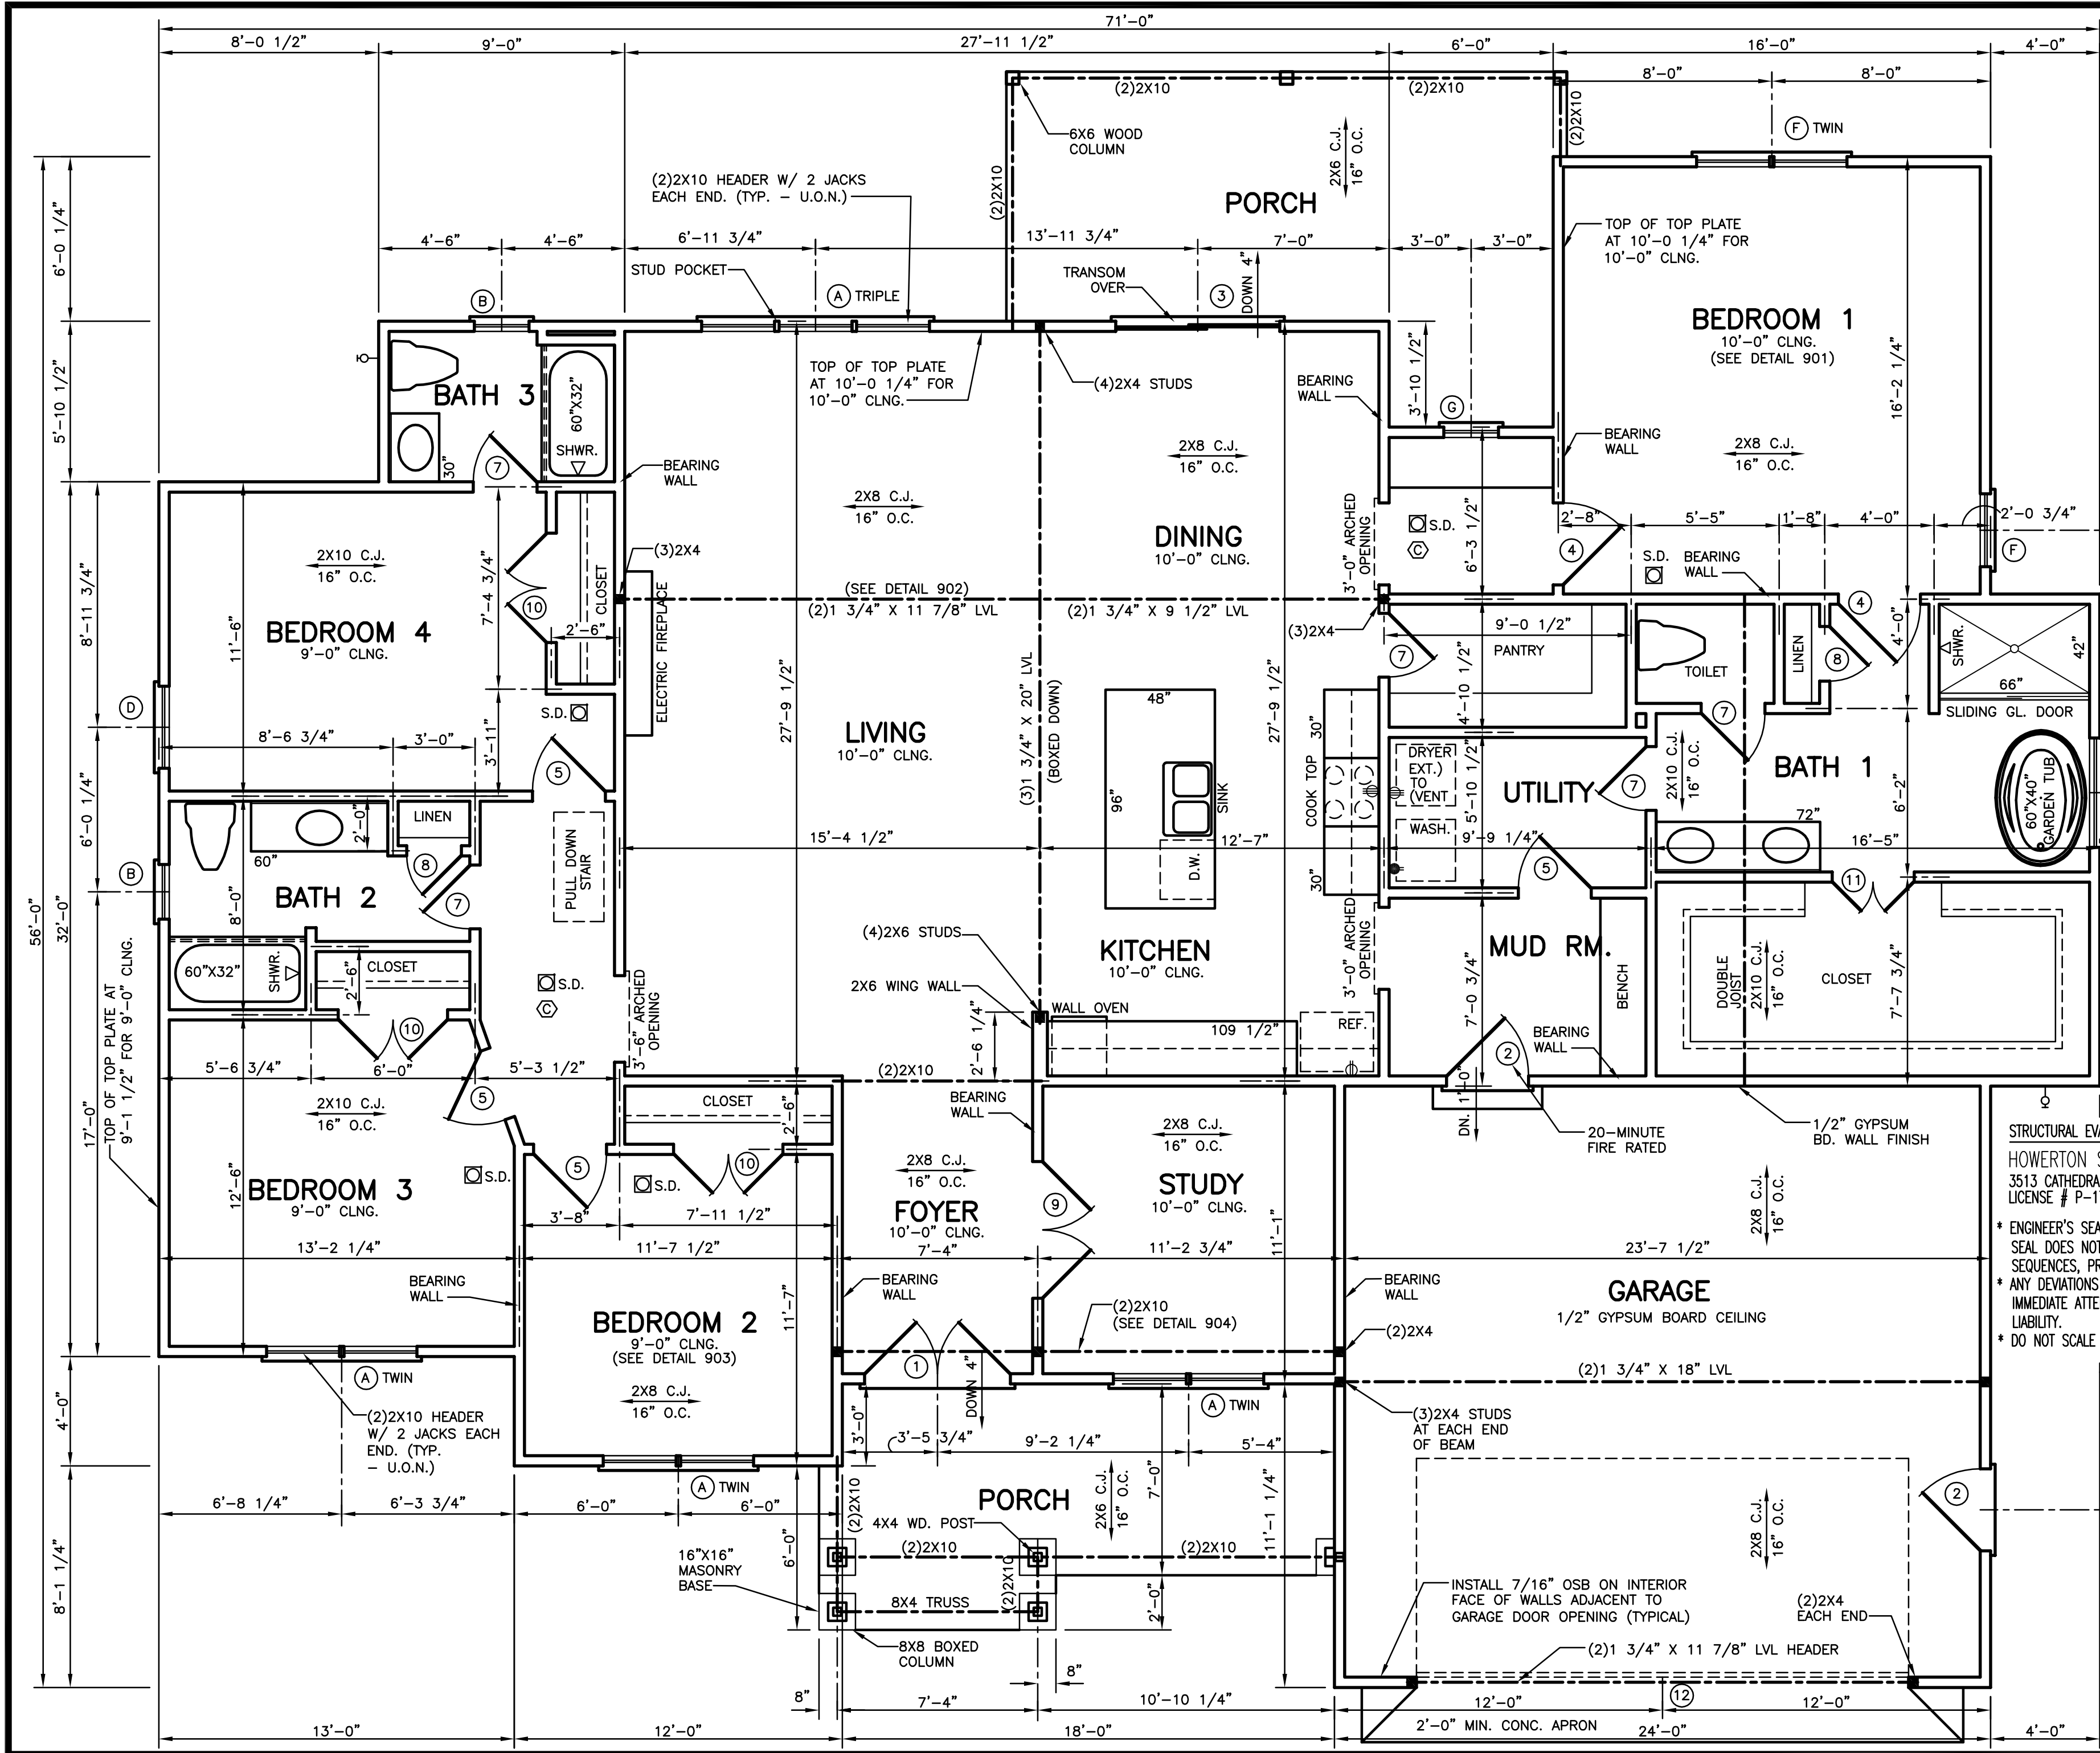 71'-0"
8'-0 1/2"
9'-0"
27'-11 1/2"
6'-0"
16'-0"
4'-0"
8'-0"
8'-0"
(2)2X10
(2)2X10
(2)2X10
6X6 WOOD
COLUMN
F TWIN
2X6 C.J.
16" O.C.
(2)2X10
(2)2X10 HEADER W/ 2 JACKS
EACH END. (TYP. – U.O.N.)
PORCH
TOP OF TOP PLATE
AT 10'-0 1/4" FOR
10'-0" CLNG.
6'-0 1/4"
4'-6"
4'-6"
6'-11 3/4"
13'-11 3/4"
7'-0"
3'-0"
3'-0"
STUD POCKET
TRANSOM
OVER
DOWN 4"
B
A TRIPLE
3
BEDROOM 1
10'-0" CLNG.
(SEE DETAIL 901)
5'-10 1/2"
BATH 3
60"X32"
SHWR.
30"
7
TOP OF TOP PLATE
AT 10'-0 1/4" FOR
10'-0" CLNG.
(4)2X4 STUDS
BEARING
WALL
3'-10 1/2"
G
16'-2 1/4"
BEARING
WALL
2X8 C.J.
16" O.C.
2X8 C.J.
16" O.C.
BEARING
WALL
2X8 C.J.
16" O.C.
DINING
10'-0" CLNG.
3'-0" ARCHED
OPENING
S.D.
C
6'-3 1/2"
2'-8"
5'-5"
1'-8"
4'-0"
2'-0 3/4"
4
S.D.
BEARING
WALL
F
2X10 C.J.
16" O.C.
7'-4 3/4"
CLOSET
10
2'-6"
(3)2X4
(SEE DETAIL 902)
(2)1 3/4" X 11 7/8" LVL
(2)1 3/4" X 9 1/2" LVL
8'-11 3/4"
11'-6"
BEDROOM 4
9'-0" CLNG.
ELECTRIC FIREPLACE
(3)2X4
7
9'-0 1/2"
PANTRY
4'-10 1/2"
TOILET
LINEN
8
4
4'-0"
SHWR.
42"
66"
SLIDING GL. DOOR
D
S.D.
8'-6 3/4"
3'-0"
3'-11"
5
27'-9 1/2"
LIVING
10'-0" CLNG.
(3)1 3/4" X 20" LVL
(BOXED DOWN)
48"
96"
SINK
D.W.
27'-9 1/2"
30"
COOK TOP
30"
DRYER
EXT.)
TO
(VENT
WASH.
5'-10 1/2"
UTILITY
7
7
2X10 C.J.
16" O.C.
BATH 1
6'-2"
60"X40"
GARDEN TUB
72"
6'-0 1/4"
LINEN
2'-0"
60"
8
PULL DOWN
STAIR
15'-4 1/2"
12'-7"
9'-9 1/4"
16'-5"
5
11
B
BATH 2
8'-0"
7
56'-0"
32'-0"
60"X32"
SHWR.
CLOSET
2'-6"
S.D.
C
3'-6" ARCHED
OPENING
(4)2X6 STUDS
2X6 WING WALL
KITCHEN
10'-0" CLNG.
3'-0" ARCHED
OPENING
WALL OVEN
109 1/2"
REF.
2'-6 1/4"
MUD RM.
7'-0 3/4"
BENCH
BEARING
WALL
2
DOUBLE
JOIST
2X10 C.J.
16" O.C.
CLOSET
7'-7 3/4"
TOP OF TOP PLATE AT
9'-1 1/2" FOR 9'-0" CLNG.
17'-0"
5'-6 3/4"
6'-0"
5'-3 1/2"
10
5
2X10 C.J.
16" O.C.
(2)2X10
CLOSET
2'-6"
BEARING
WALL
2X8 C.J.
16" O.C.
DN. 1'-0"
20-MINUTE
FIRE RATED
1/2" GYPSUM
BD. WALL FINISH
STRUCTURAL
HOWERTON
LICENSE #
* ENGINEER'S
SEAL DOES
* ANY DEVIATIONS
IMMEDIATE
LIABILITY.
* DO NOT SCALE
12'-6"
BEDROOM 3
9'-0" CLNG.
S.D.
5
S.D.
10
2X8 C.J.
16" O.C.
FOYER
10'-0" CLNG.
9
STUDY
10'-0" CLNG.
2X8 C.J.
16" O.C.
3'-8"
7'-11 1/2"
13'-2 1/4"
11'-7 1/2"
7'-4"
11'-2 3/4"
11'-1"
23'-7 1/2"
BEARING
WALL
BEDROOM 2
9'-0" CLNG.
(SEE DETAIL 903)
11'-7"
BEARING
WALL
(2)2X10
(SEE DETAIL 904)
BEARING
WALL
GARAGE
1/2" GYPSUM BOARD CEILING
(2)2X4
(2)1 3/4" X 18" LVL
A TWIN
2X8 C.J.
16" O.C.
1
DOWN 4"
A TWIN
(3)2X4 STUDS
AT EACH END
OF BEAM
4'-0"
(2)2X10 HEADER
W/ 2 JACKS EACH
END. (TYP.
– U.O.N.)
3'-0"
3'-5 3/4"
9'-2 1/4"
5'-4"
A TWIN
6'-8 1/4"
6'-3 3/4"
6'-0"
6'-0"
(2)2X10
PORCH
4X4 WD. POST
2X6 C.J.
16" O.C.
7'-0"
11'-1 1/4"
2
2X8 C.J.
16" O.C.
8'-1 1/4"
16"X16"
MASONRY
BASE
6'-0"
(2)2X10
(2)2X10
(2)2X10
8X4 TRUSS
2'-0"
INSTALL 7/16" OSB ON INTERIOR
FACE OF WALLS ADJACENT TO
GARAGE DOOR OPENING (TYPICAL)
(2)2X4
EACH END
8X8 BOXED
COLUMN
(2)1 3/4" X 11 7/8" LVL HEADER
8"
8"
7'-4"
10'-10 1/4"
12'-0"
12
12'-0"
2'-0" MIN. CONC. APRON
13'-0"
12'-0"
18'-0"
24'-0"
4'-0"